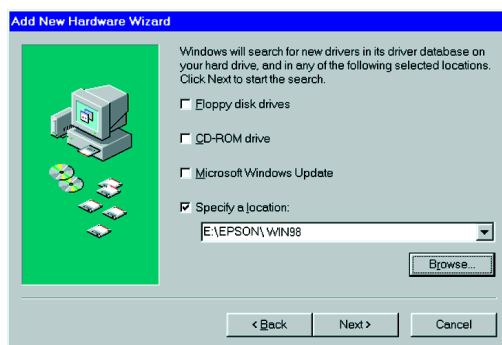 Add New Hardware Wizard
Windows will search for new drivers in its driver database on
your hard drive, and in any of the following selected locations.
Click Next to start the search.
Floppy disk drives
CD-ROM drive
Microsoft Windows Update
Specify a location:
E:\EPSON\ WIN98
Browse...
< Back
Next >
Cancel